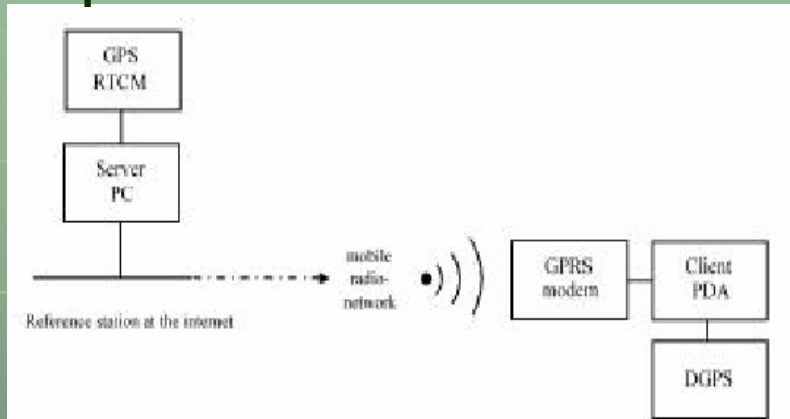 GPS
RTCM
Server
PC
Reference station at the internet
mobile
radio-
network
GPRS
modem
Client
PDA
DGPS